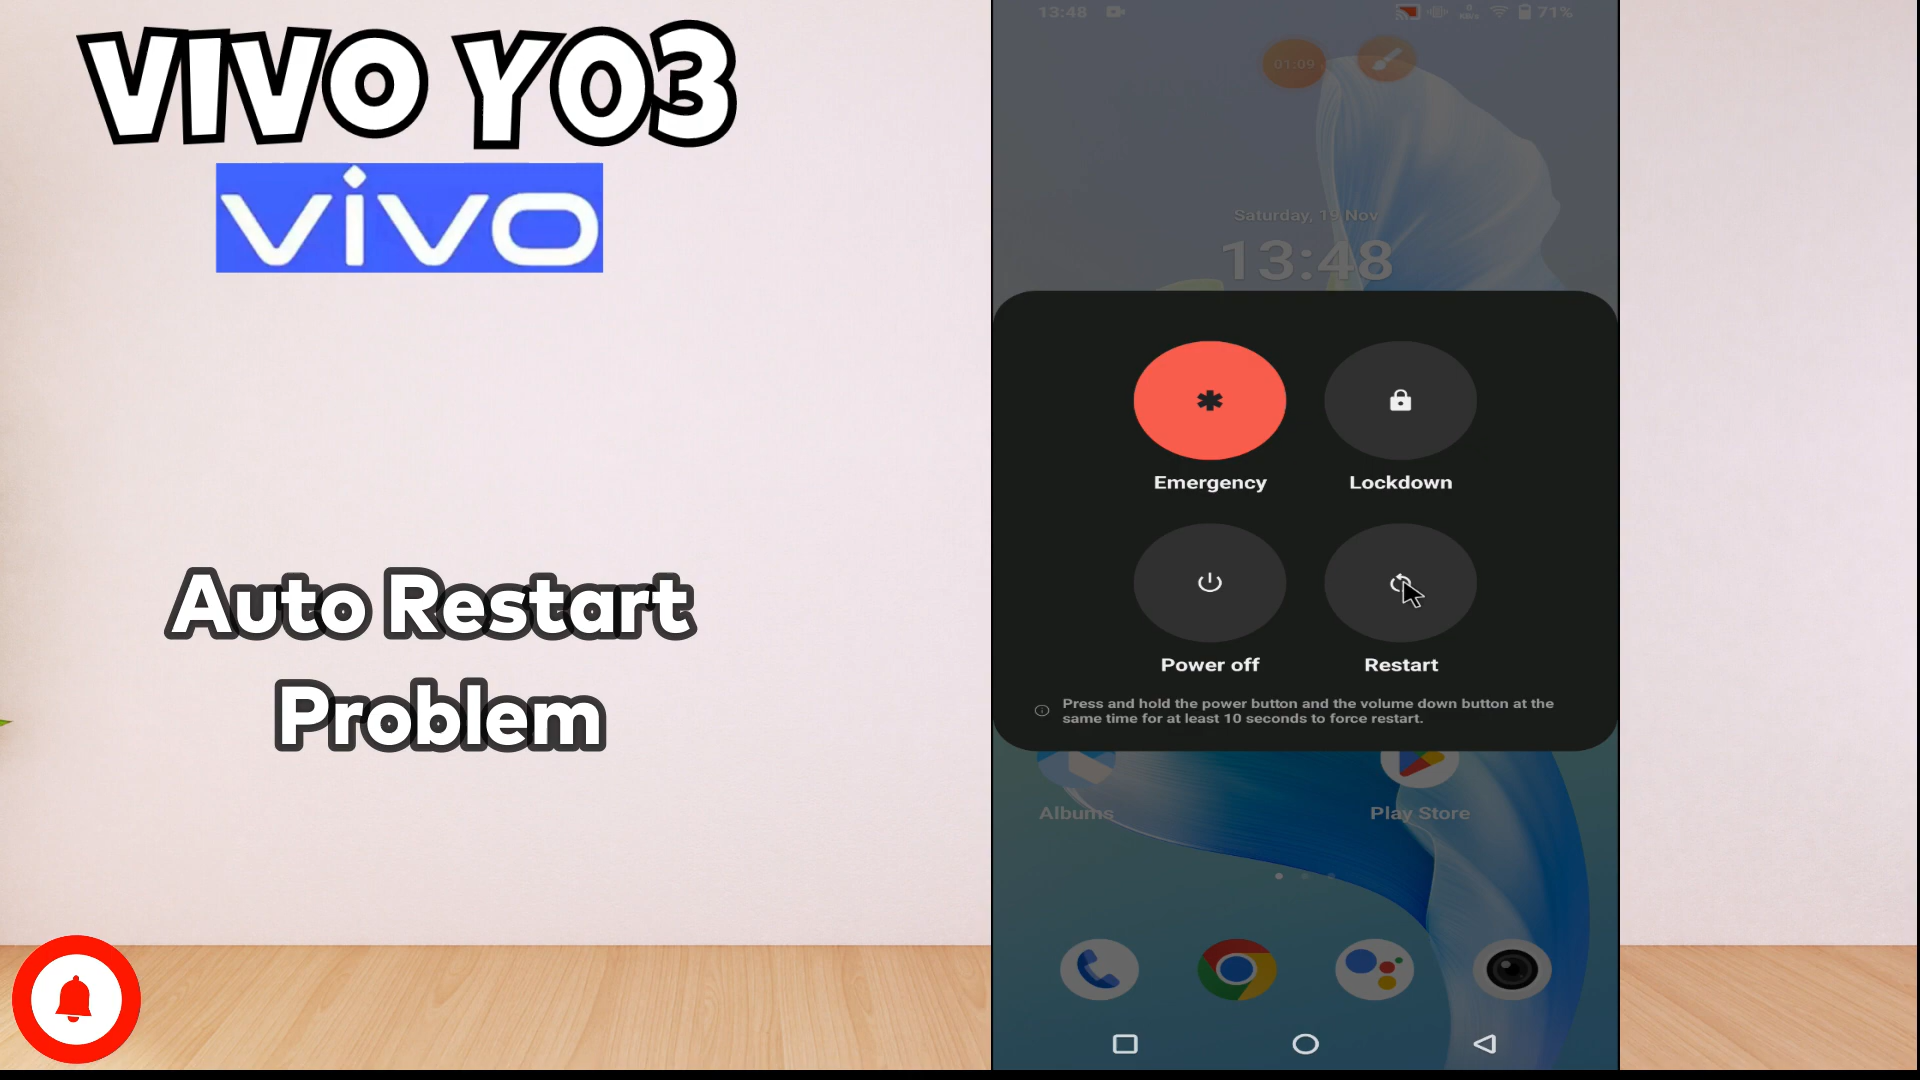 VIVO Y03
vivo
Auto Restart
Problem
13:48
71%
01:09
Saturday, 19 Nov
13:48
Emergency
Lockdown
Power off
Restart
Press and hold the power button and the volume down button at the
same time for at least 10 seconds to force restart.
Albums
Play Store